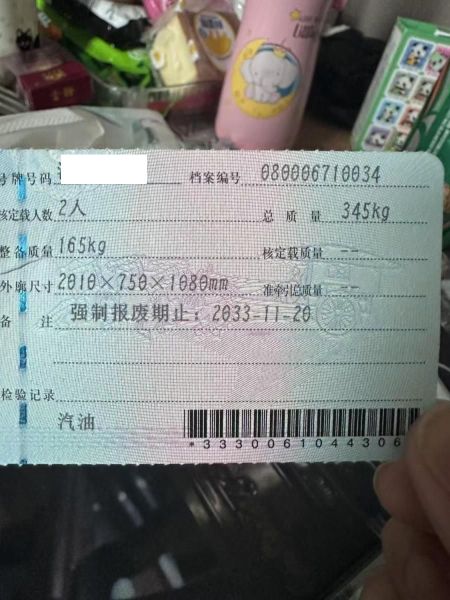 号牌号码 档案编号 080006710034
核定载人数 2人 总质量 345kg
整备质量 165kg 核定载质量 --
外廓尺寸 2010×750×1080mm 准牵引总质量 --
备注 强制报废期止：2033-11-20
检验记录
汽油
*3330061044306